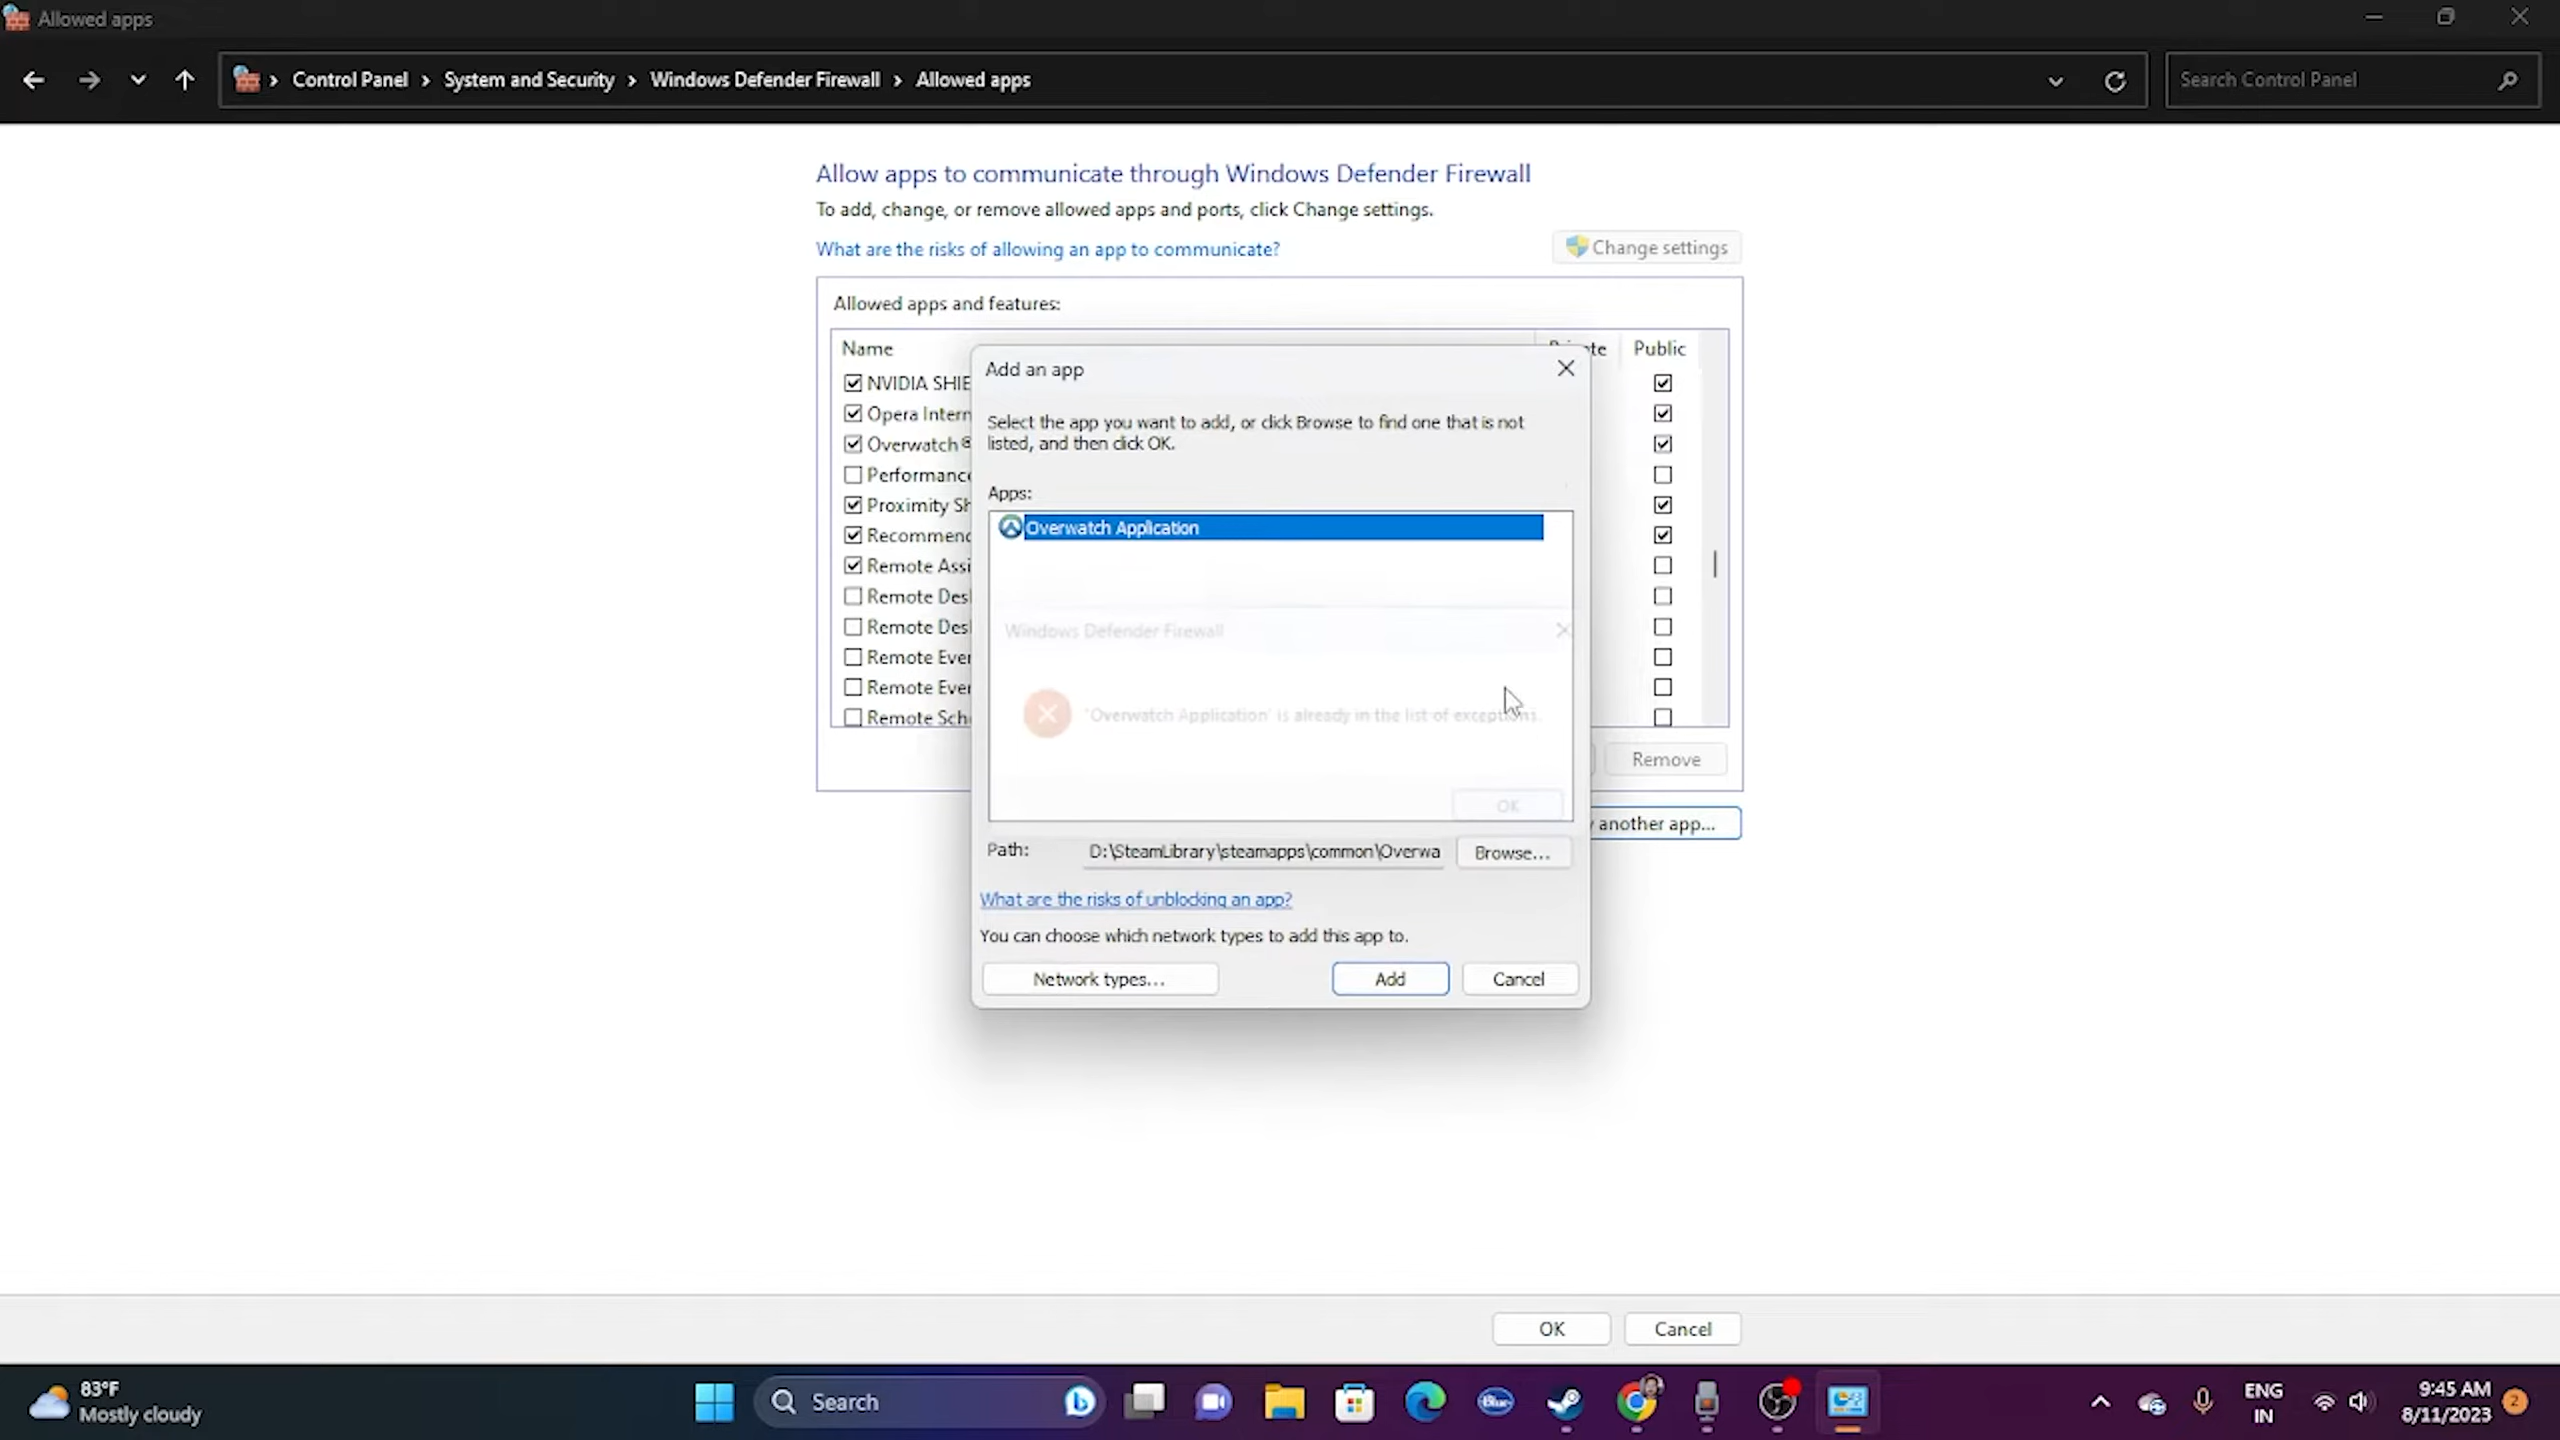 Allowed apps
Control Panel > System and Security > Windows Defender Firewall > Allowed apps
Search Control Panel
Allow apps to communicate through Windows Defender Firewall
To add, change, or remove allowed apps and ports, click Change settings.
What are the risks of allowing an app to communicate?
Change settings
Allowed apps and features:
Name
Public
NVIDIA SHIE
Opera Intern
Overwatch®
Performance
Proximity Sh
Recommend
Remote Assi
Remote Des
Remote Des
Remote Ever
Remote Ever
Remote Sch
Remove
another app...
Add an app
Select the app you want to add, or click Browse to find one that is not
listed, and then click OK.
Apps:
Overwatch Application
Windows Defender Firewall
'Overwatch Application' is already in the list of exceptions.
OK
Path:
D:\SteamLibrary\steamapps\common\Overwa
Browse...
What are the risks of unblocking an app?
You can choose which network types to add this app to.
Network types...
Add
Cancel
OK
Cancel
83°F
Mostly cloudy
Search
Blue
ENG
IN
9:45 AM
8/11/2023
2